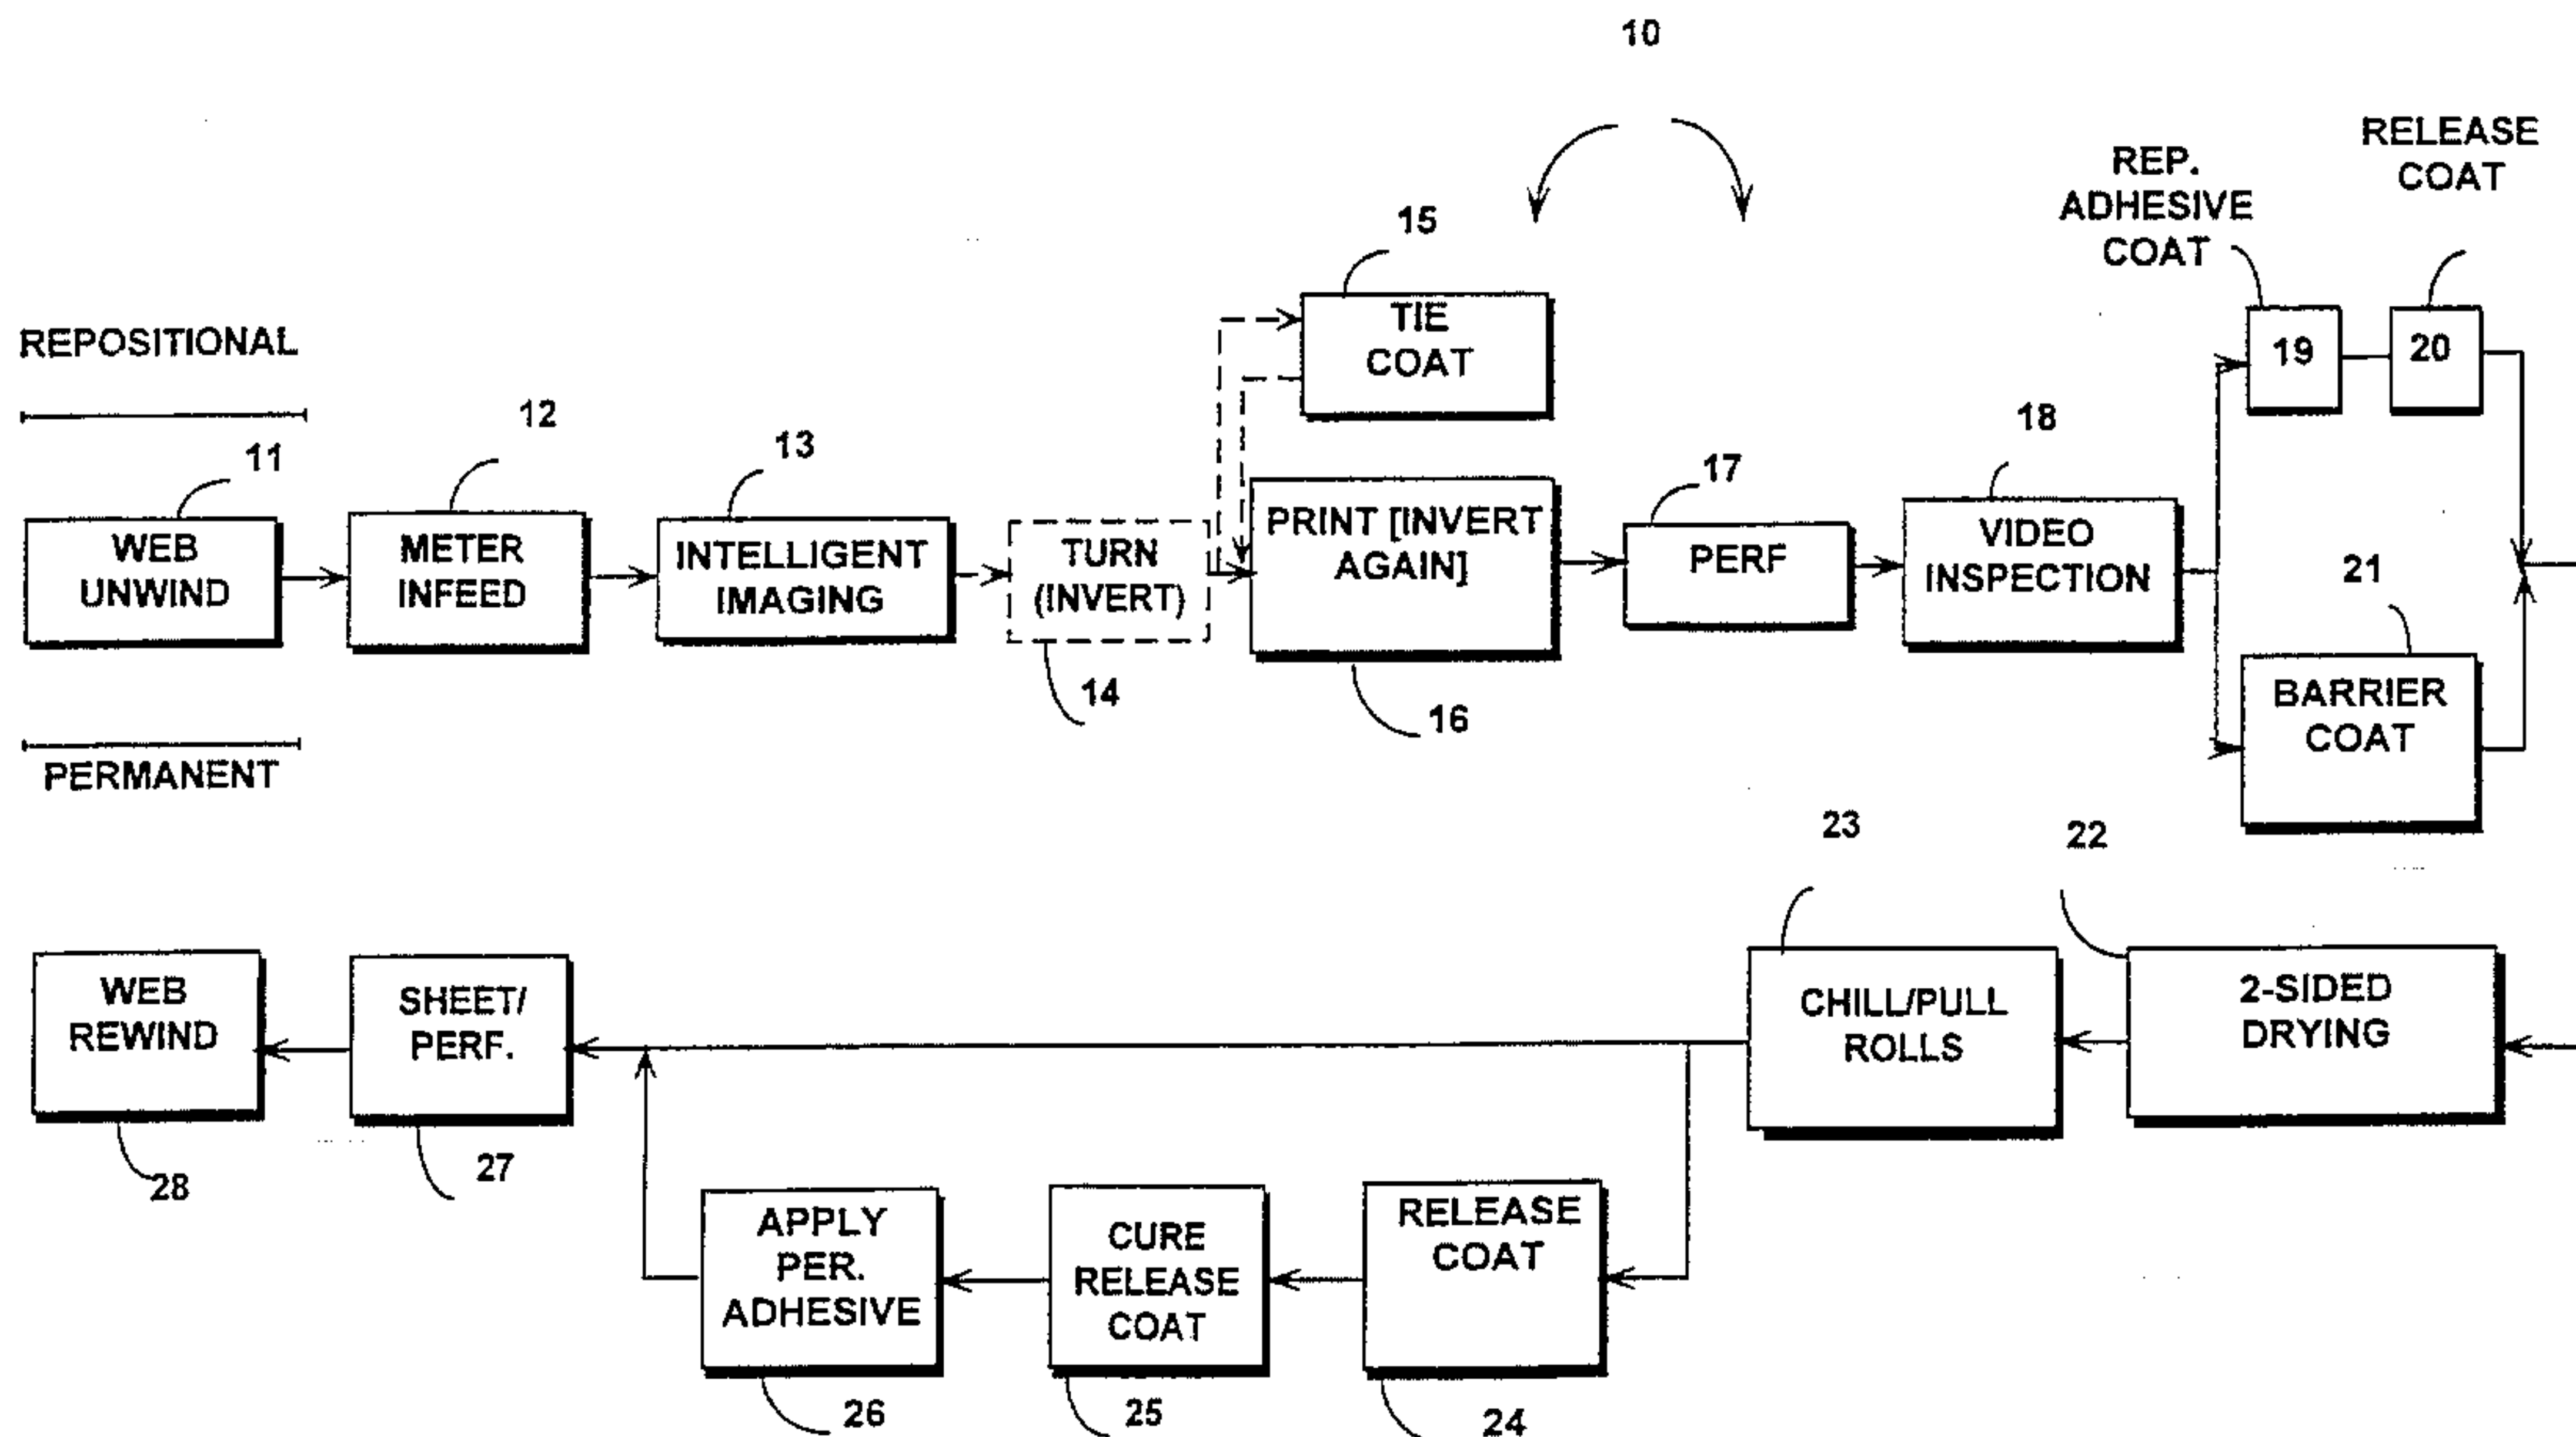 10
RELEASE
COAT
REP.
ADHESIVE
COAT
15
TIE
COAT
REPOSITIONAL
19
20
12
18
11
13
17
WEB
UNWIND
METER
INFEED
INTELLIGENT
IMAGING
TURN
(INVERT)
PRINT [INVERT
AGAIN]
PERF
VIDEO
INSPECTION
21
14
16
BARRIER
COAT
PERMANENT
23
22
WEB
REWIND
SHEET/
PERF.
CHILL/PULL
ROLLS
2-SIDED
DRYING
28
27
APPLY
PER.
ADHESIVE
CURE
RELEASE
COAT
RELEASE
COAT
26
25
24